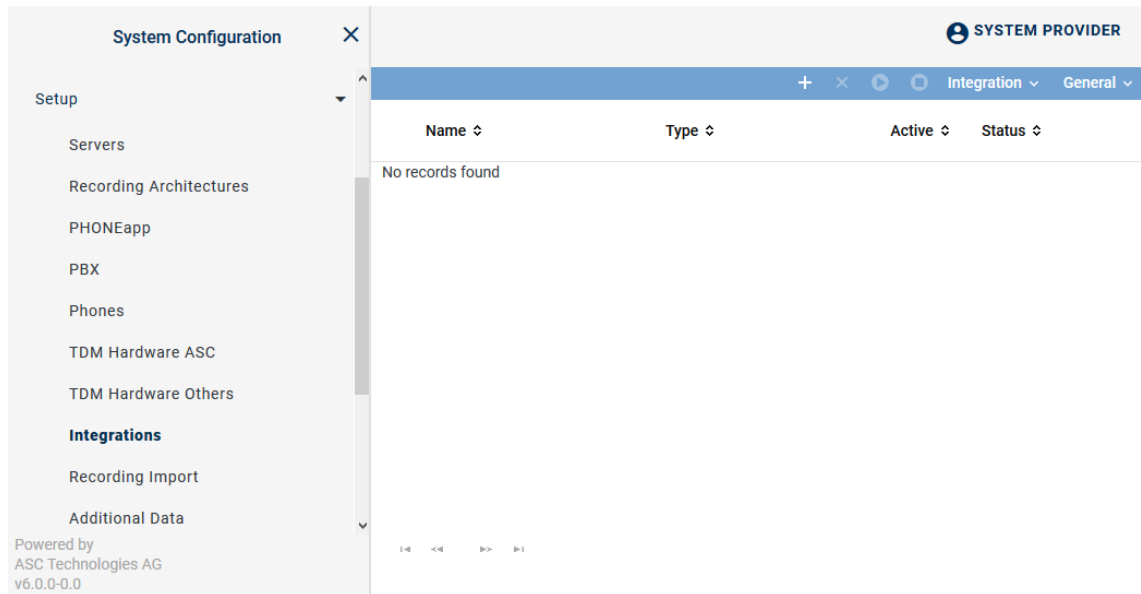 System Configuration
SYSTEM PROVIDER
Setup
Integration
General
Servers
Recording Architectures
PHONEapp
PBX
Phones
TDM Hardware ASC
TDM Hardware Others
Integrations
Recording Import
Additional Data
Powered by
ASC Technologies AG
v6.0.0-0.0
Name
Type
Active
Status
No records found